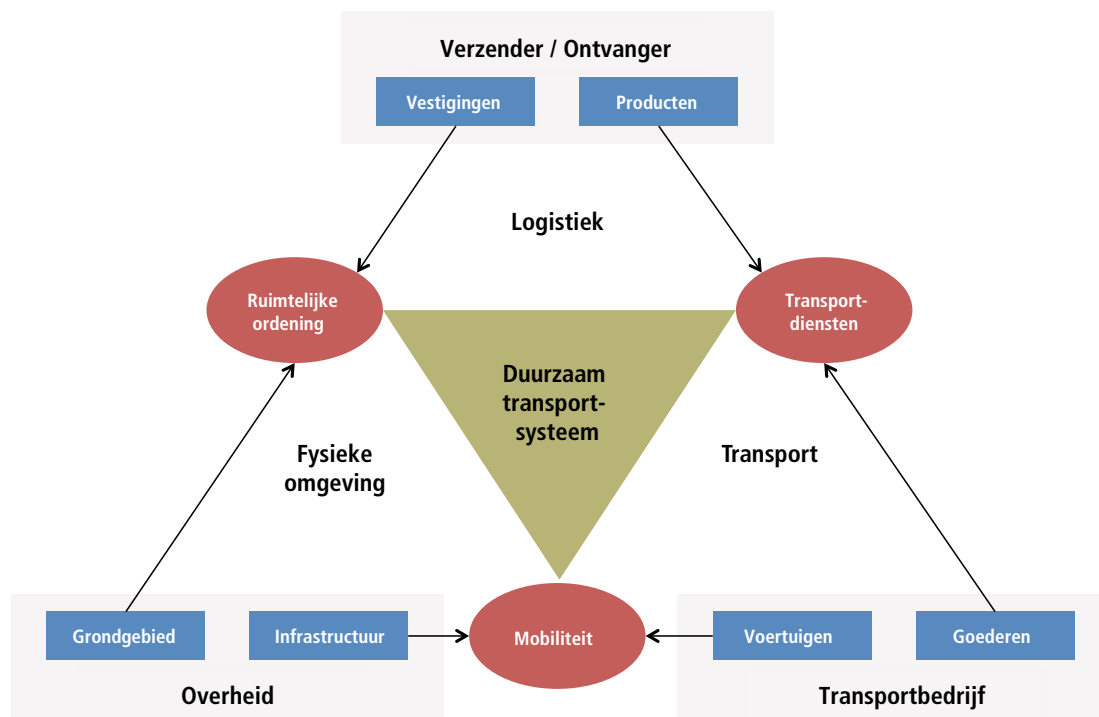 Verzender / Ontvanger
Vestigingen
Producten
Logistiek
Ruimtelijke
ordening
Transport-
diensten
Duurzaam
transport-
systeem
Fysieke
omgeving
Transport
Grondgebied
Infrastructuur
Mobiliteit
Voertuigen
Goederen
Overheid
Transportbedrijf